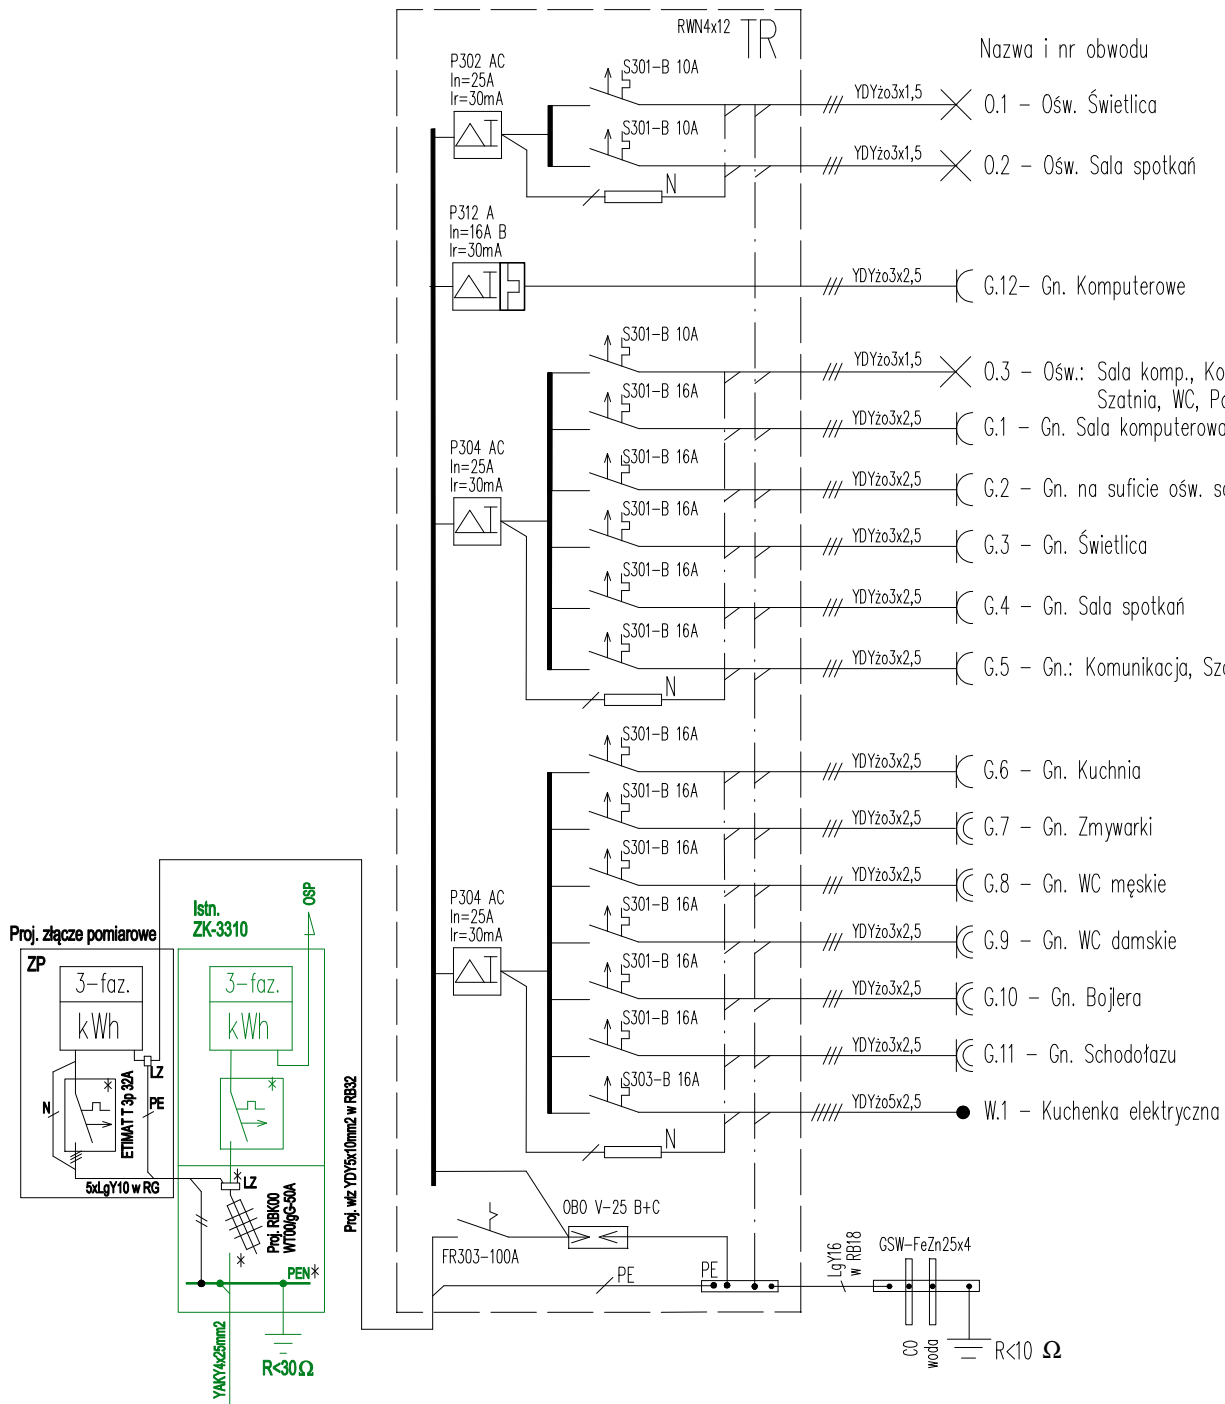 RWN4x12
TR
Nazwa i nr obwodu
P302 AC
In=25A
Ir=30mA
S301-B 10A
YDYżo3x1,5
O.1 - Ośw. Świetlica
S301-B 10A
YDYżo3x1,5
O.2 - Ośw. Sala spotkań
N
P312 A
In=16A B
Ir=30mA
YDYżo3x2,5
G.12- Gn. Komputerowe
S301-B 10A
YDYżo3x1,5
O.3 - Ośw.: Sala komp., Ko
Szatnia, WC, Po
S301-B 16A
YDYżo3x2,5
G.1 - Gn. Sala komputerowa
P304 AC
In=25A
Ir=30mA
S301-B 16A
YDYżo3x2,5
G.2 - Gn. na suficie ośw. sc
S301-B 16A
YDYżo3x2,5
G.3 - Gn. Świetlica
S301-B 16A
YDYżo3x2,5
G.4 - Gn. Sala spotkań
S301-B 16A
YDYżo3x2,5
G.5 - Gn.: Komunikacja, Sza
N
S301-B 16A
YDYżo3x2,5
G.6 - Gn. Kuchnia
S301-B 16A
YDYżo3x2,5
G.7 - Gn. Zmywarki
S301-B 16A
YDYżo3x2,5
G.8 - Gn. WC męskie
P304 AC
In=25A
Ir=30mA
S301-B 16A
YDYżo3x2,5
G.9 - Gn. WC damskie
S301-B 16A
YDYżo3x2,5
G.10 - Gn. Bojlera
S301-B 16A
YDYżo3x2,5
G.11 - Gn. Schodołazu
S303-B 16A
YDYżo5x2,5
W.1 - Kuchenka elektryczna
N
OBO V-25 B+C
FR303-100A
PE
PE
LgY16
w RB18
GSW-FeZn25x4
CO
woda
R<10 Ω
Proj. złącze pomiarowe
ZP
3-faz.
kWh
LZ
N
PE
ETIMAT T 3p 32A
5xLgY10 w RG
Istn.
ZK-3310
OSP
3-faz.
kWh
LZ
Proj. RBK00
WT00/gG-50A
PEN
YAKY4x25mm2
R<30Ω
Proj. wlz YDY5x10mm2 w RB32